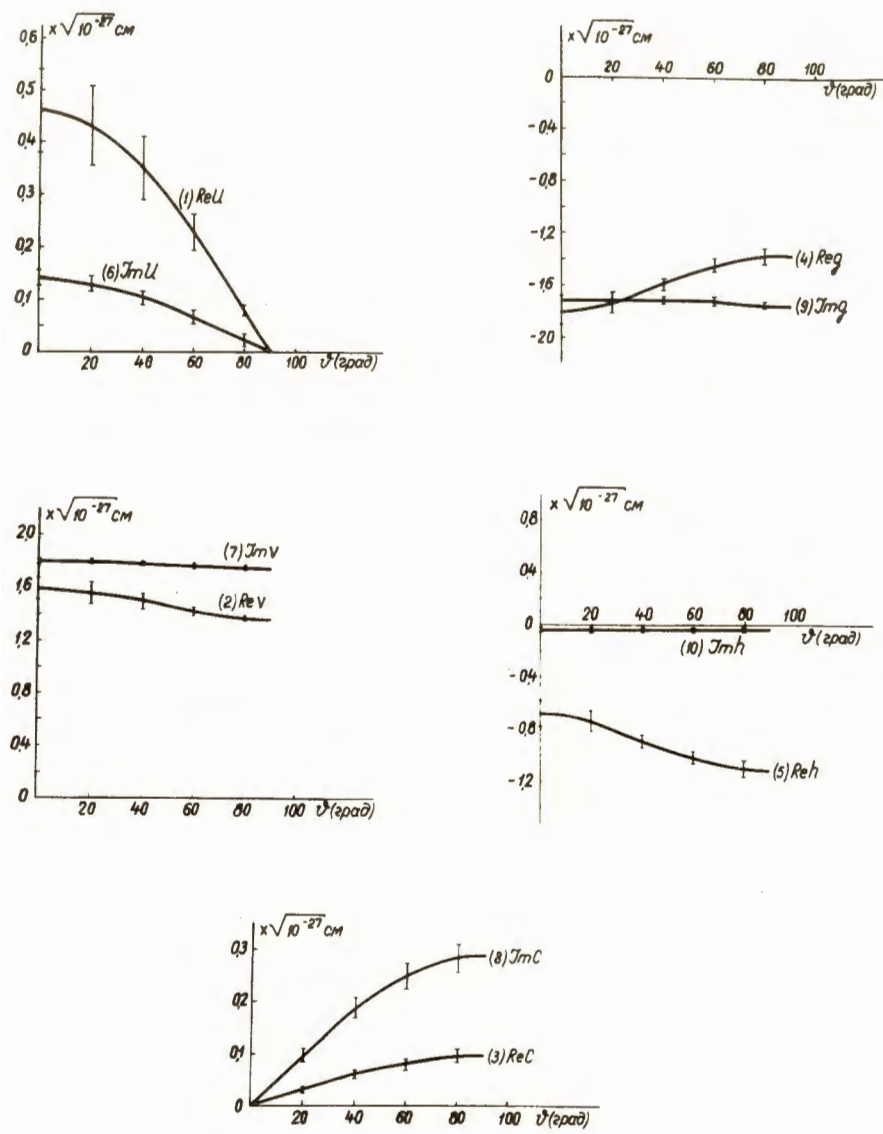 x√10⁻²⁷ см
0,6
0,5
0,4
0,3
0,2
0,1
0
(1) ReU
(6) JmU
20 40 60 80 100 ϑ(град)
x√10⁻²⁷ см
20 40 60 80 100
ϑ(град)
0
-0,4
-0,8
-1,2
-1,6
-2,0
(4) Reg
(9) Jmg
x√10⁻²⁷ см
2,0
1,6
1,2
0,8
0,4
0
(7) Jmv
(2) Rev
20 40 60 80 100 ϑ(град)
x√10⁻²⁷ см
0,8
0,4
0
-0,4
-0,8
-1,2
20 40 60 80 100
ϑ(град)
(10) Jmh
(5) Reh
x√10⁻²⁷ см
0,3
0,2
0,1
0
(8) JmC
(3) ReC
20 40 60 80 100 ϑ(град)